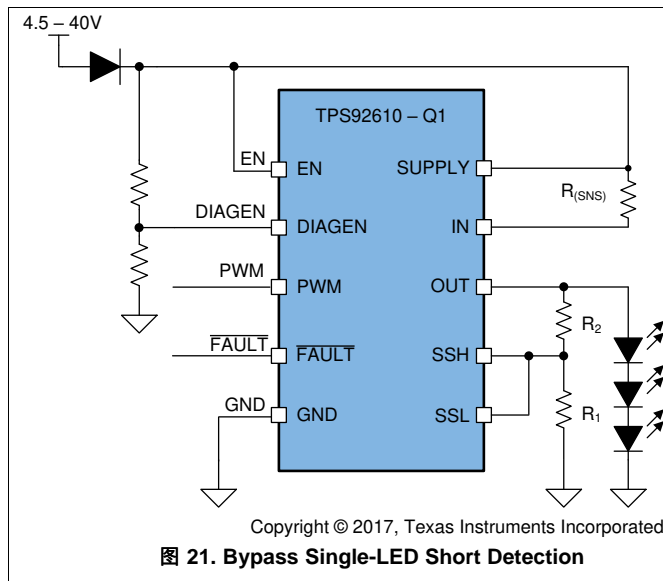 4.5 – 40V
TPS92610 – Q1
EN
EN
SUPPLY
R(SNS)
DIAGEN
DIAGEN
IN
PWM
PWM
OUT
R2
FAULT
FAULT
SSH
R1
GND
GND
SSL
Copyright © 2017, Texas Instruments Incorporated
图 21. Bypass Single-LED Short Detection